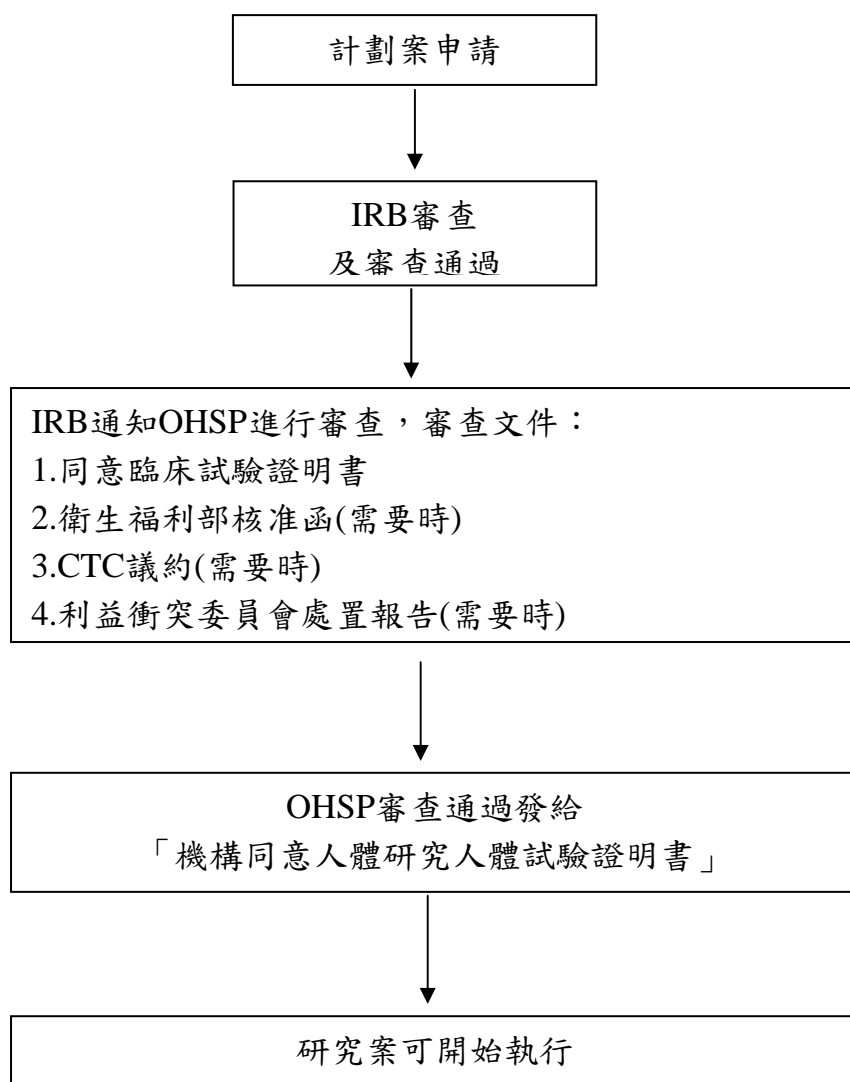 計劃案申請
IRB審查
及審查通過
IRB通知OHSP進行審查，審查文件：
1.同意臨床試驗證明書
2.衛生福利部核准函(需要時)
3.CTC議約(需要時)
4.利益衝突委員會處置報告(需要時)
OHSP審查通過發給
「機構同意人體研究人體試驗證明書」
研究案可開始執行